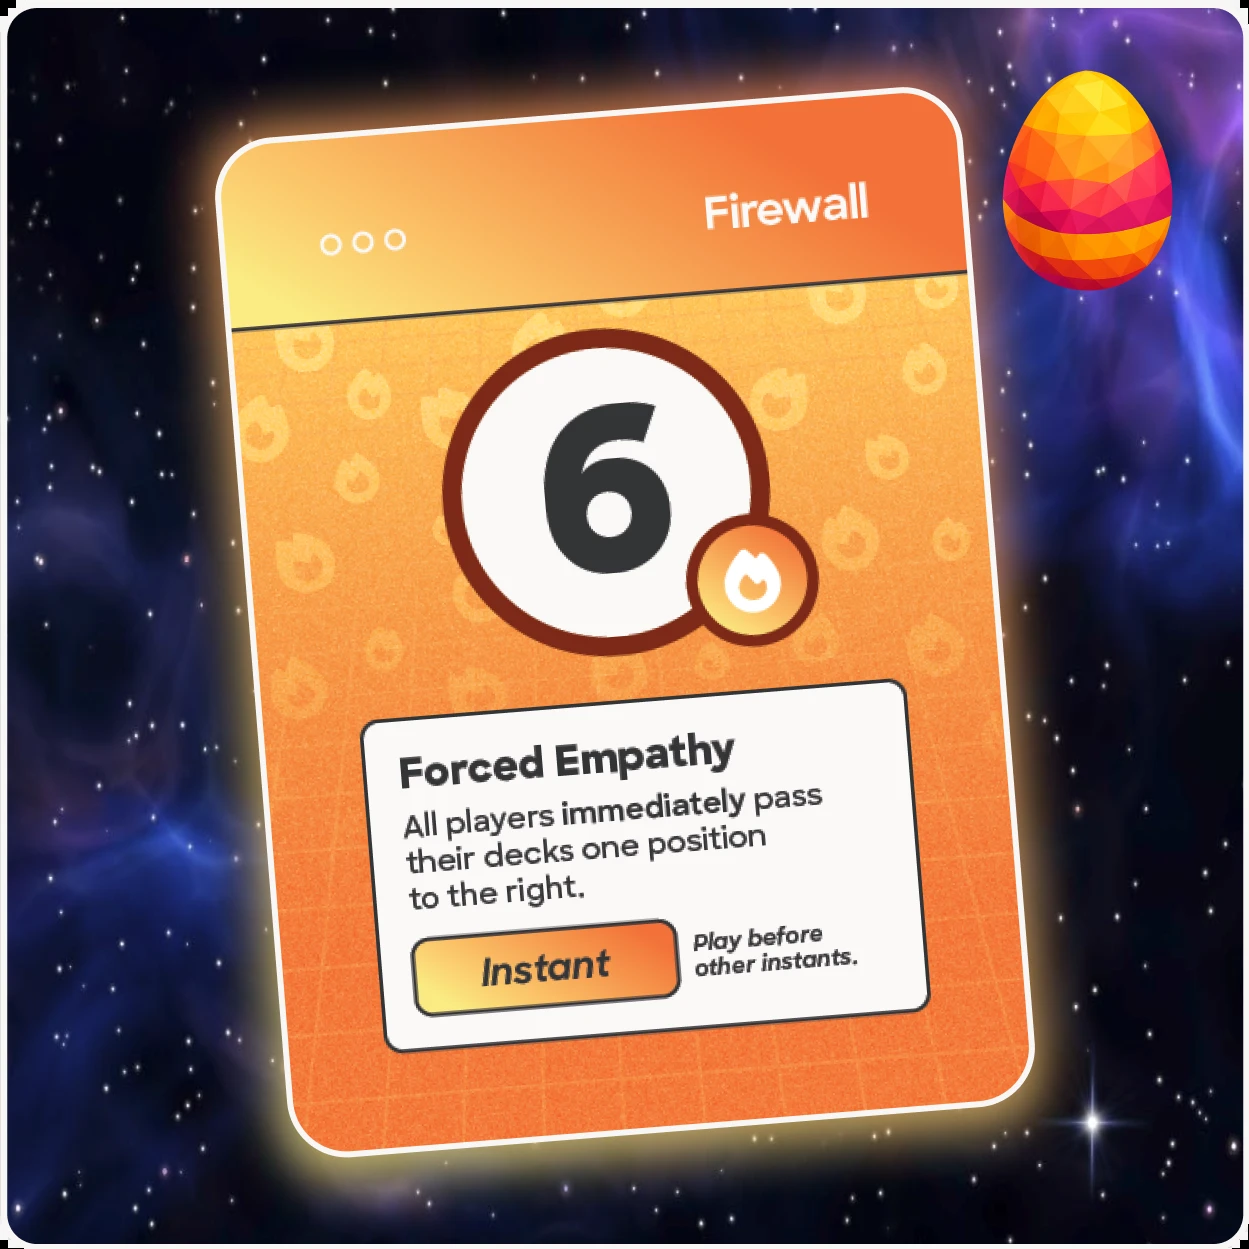 Firewall
6
Forced Empathy
All players immediately pass
their decks one position
to the right.
Instant
Play before
other instants.